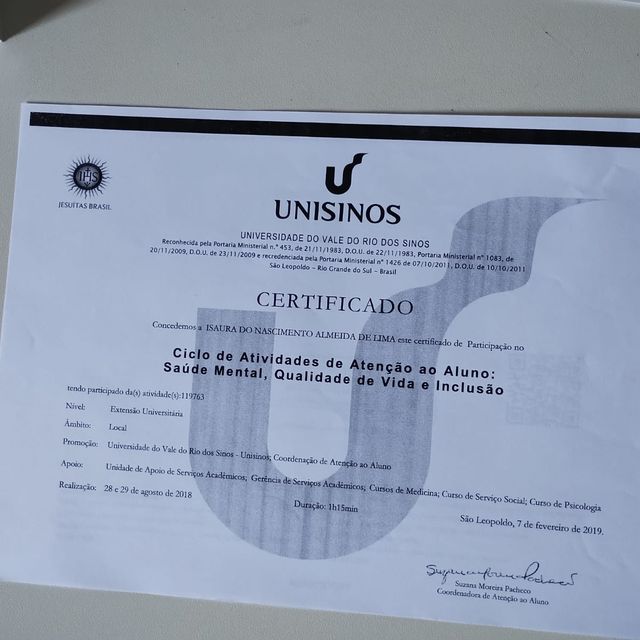 IHS
JESUÍTAS BRASIL
UNISINOS
UNIVERSIDADE DO VALE DO RIO DOS SINOS
Reconhecida pela Portaria Ministerial n.° 453, de 21/11/1983, D.O.U. de 22/11/1983, Portaria Ministerial n° 1083, de
20/11/2009, D.O.U. de 23/11/2009 e recredenciada pela Portaria Ministerial n° 1426 de 07/10/2011, D.O.U. de 10/10/2011
São Leopoldo - Rio Grande do Sul - Brasil
CERTIFICADO
Concedemos a ISAURA DO NASCIMENTO ALMEIDA DE LIMA este certificado de Participação no
Ciclo de Atividades de Atenção ao Aluno:
Saúde Mental, Qualidade de Vida e Inclusão
tendo participado da(s) atividade(s):119763
Nível: Extensão Universitária
Âmbito: Local
Promoção: Universidade do Vale do Rio dos Sinos - Unisinos; Coordenação de Atenção ao Aluno
Apoio: Unidade de Apoio de Serviços Acadêmicos; Gerência de Serviços Acadêmicos; Cursos de Medicina; Curso de Serviço Social; Curso de Psicologia
Realização: 28 e 29 de agosto de 2018
Duração: 1h15min
São Leopoldo, 7 de fevereiro de 2019.
Suzana Moreira Pacheco
Coordenadora de Atenção ao Aluno